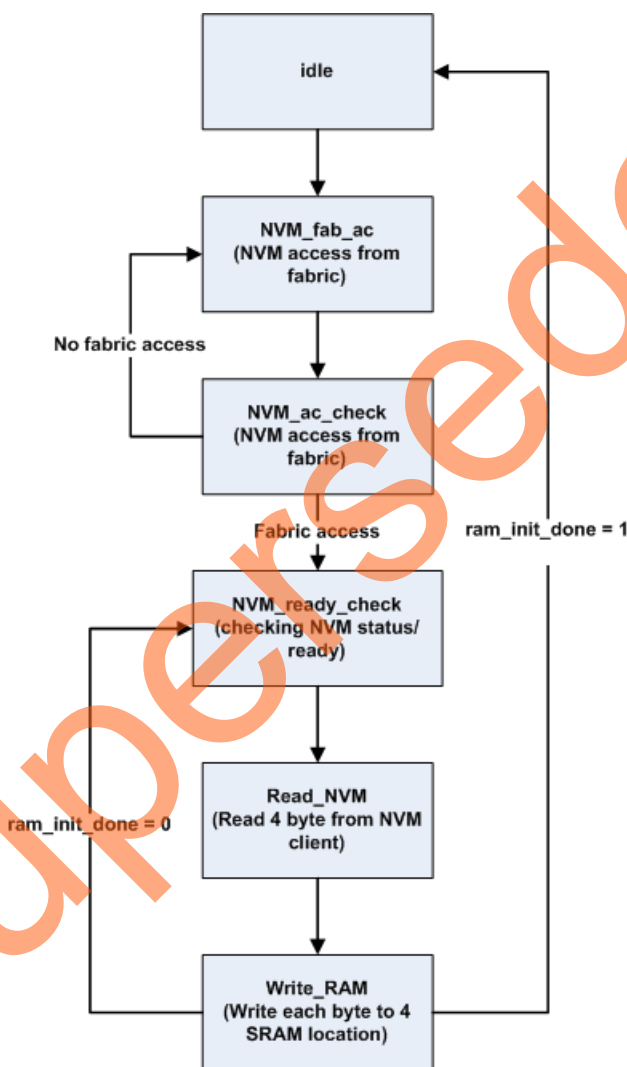 idle
NVM_fab_ac
(NVM access from
fabric)
No fabric access
NVM_ac_check
(NVM access from
fabric)
Fabric access
ram_init_done = 1
NVM_ready_check
(checking NVM status/
ready)
Read_NVM
(Read 4 byte from NVM
client)
ram_init_done = 0
Write_RAM
(Write each byte to 4
SRAM location)
upersede